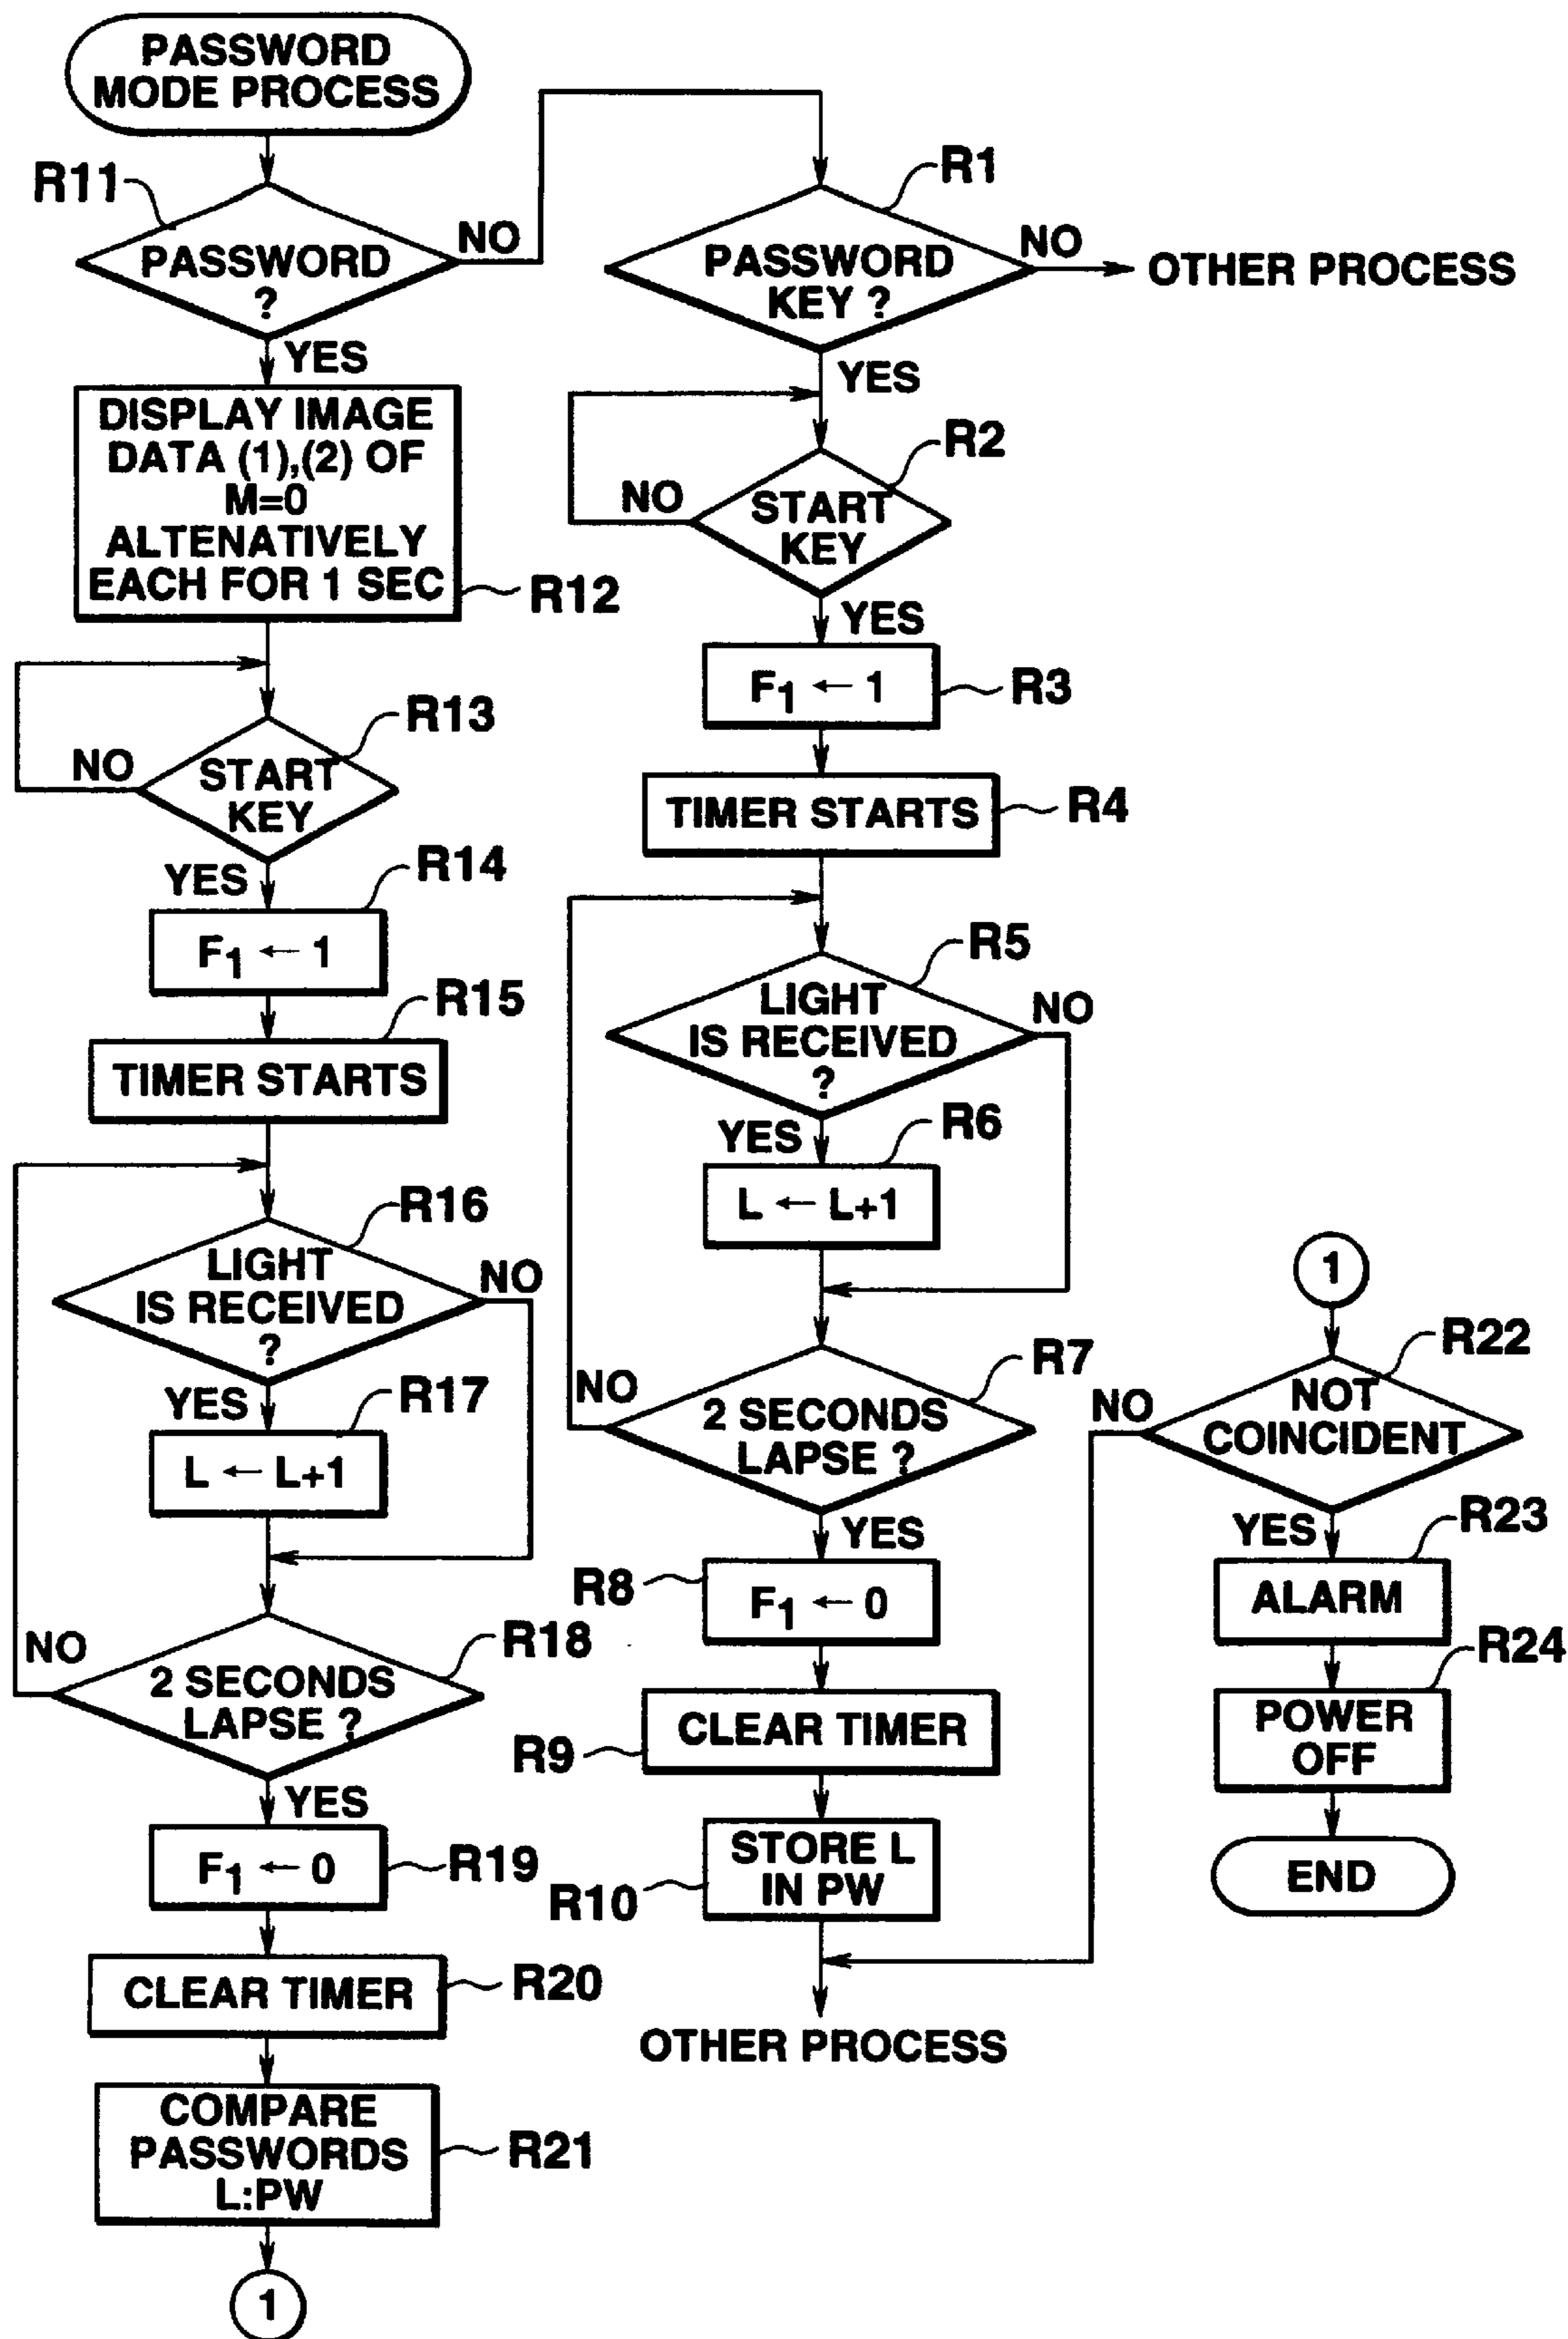 PASSWORD
MODE PROCESS
R11
PASSWORD
?
NO
YES
DISPLAY IMAGE
DATA (1),(2) OF
M=0
ALTENATIVELY
EACH FOR 1 SEC
R12
R13
START
KEY
NO
YES
R14
F1 ← 1
R15
TIMER STARTS
R16
LIGHT
IS RECEIVED
?
NO
YES
R17
L ← L+1
R18
2 SECONDS
LAPSE ?
NO
YES
F1 ← 0
R19
CLEAR TIMER
R20
COMPARE
PASSWORDS
L:PW
R21
1
R1
PASSWORD
KEY ?
NO
OTHER PROCESS
YES
R2
START
KEY
NO
YES
F1 ← 1
R3
TIMER STARTS
R4
R5
LIGHT
IS RECEIVED
?
NO
YES
R6
L ← L+1
R7
2 SECONDS
LAPSE ?
NO
YES
R8
F1 ← 0
CLEAR TIMER
R9
STORE L
IN PW
R10
OTHER PROCESS
1
R22
NOT
COINCIDENT
NO
YES
R23
ALARM
R24
POWER
OFF
END